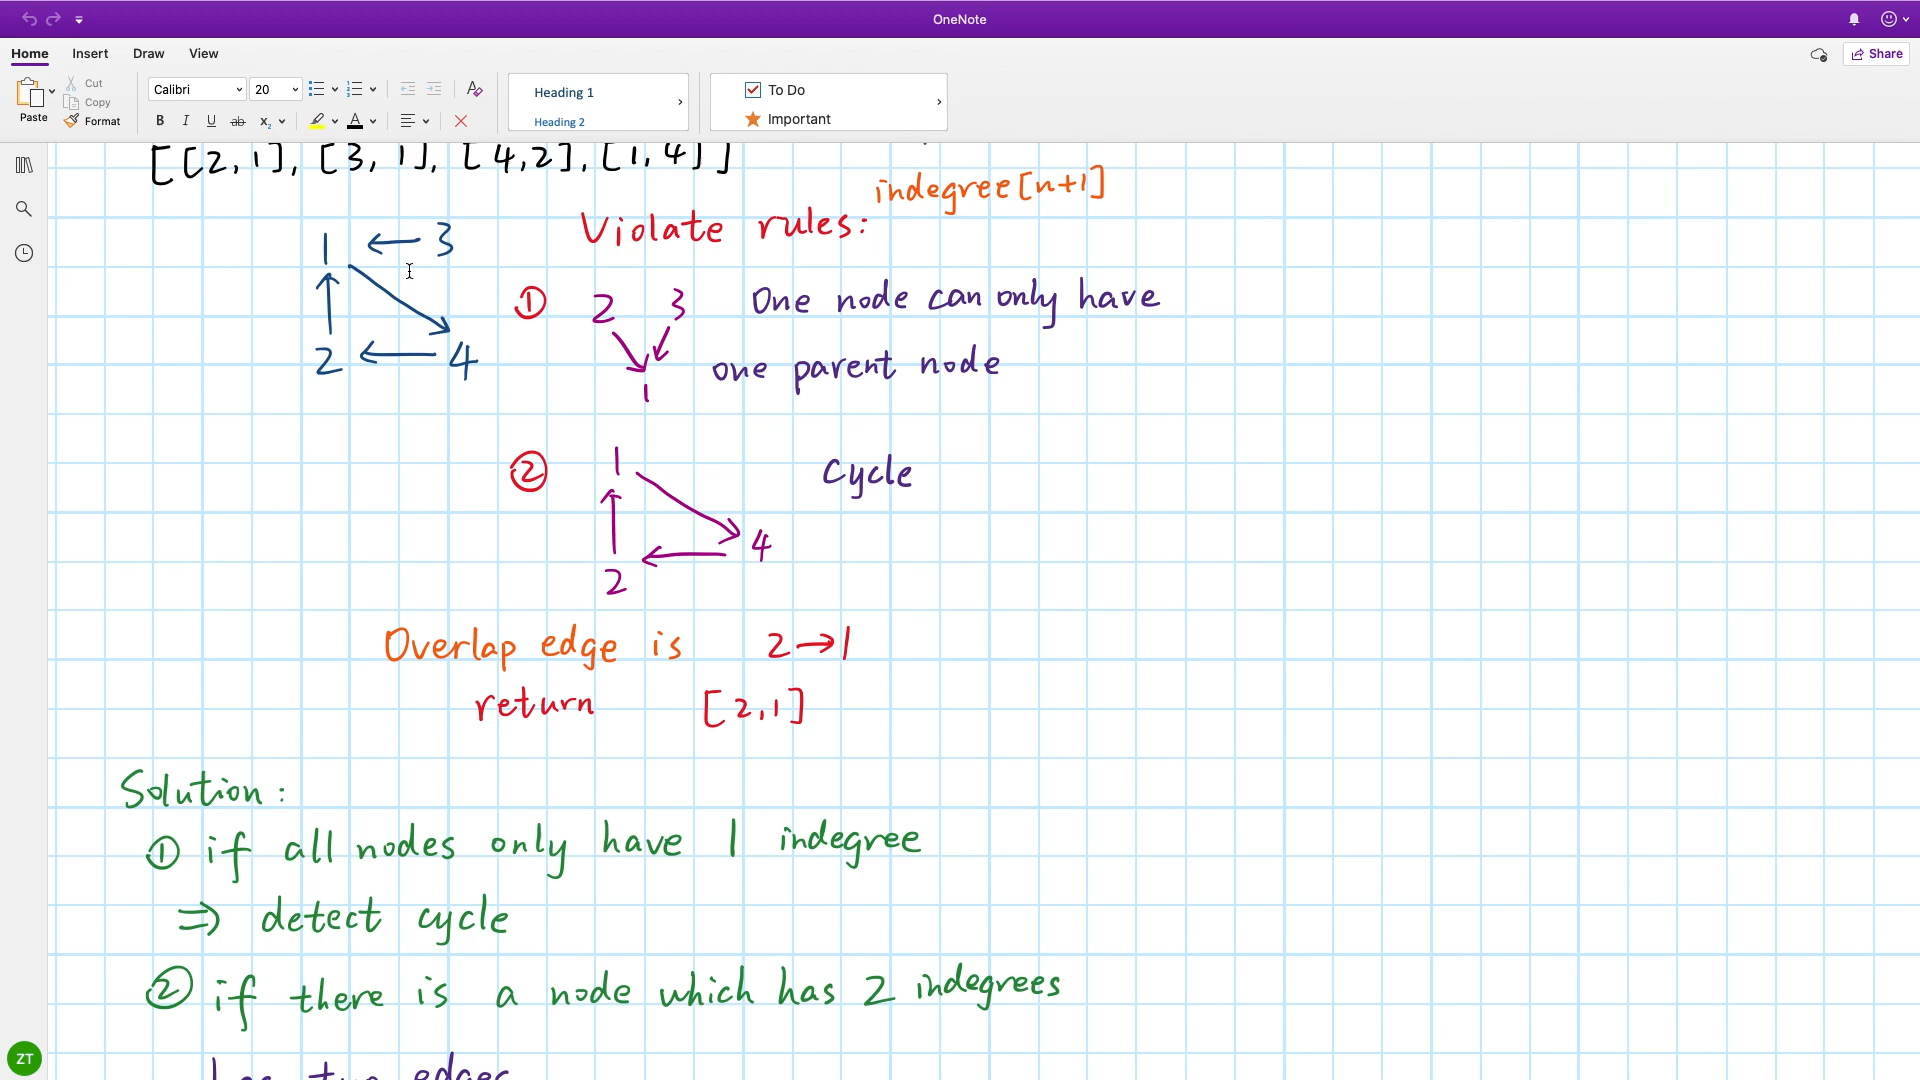 OneNote
Home Insert Draw View
Share
Paste
Cut
Copy
Format
Calibri 20
B I U ab x₂ A
Heading 1
Heading 2
To Do
Important
[[2, 1], [3, 1], [4,2], [1, 4]]
indegree[n+1]
Violate rules:
1 ← 3
2 ← 4
① 2 3 One node can only have
one parent node
1
② 1 Cycle
4
2
Overlap edge is 2→1
return [2,1]
Solution:
① if all nodes only have 1 indegree
⇒ detect cycle
② if there is a node which has 2 indegrees
two edges
ZT